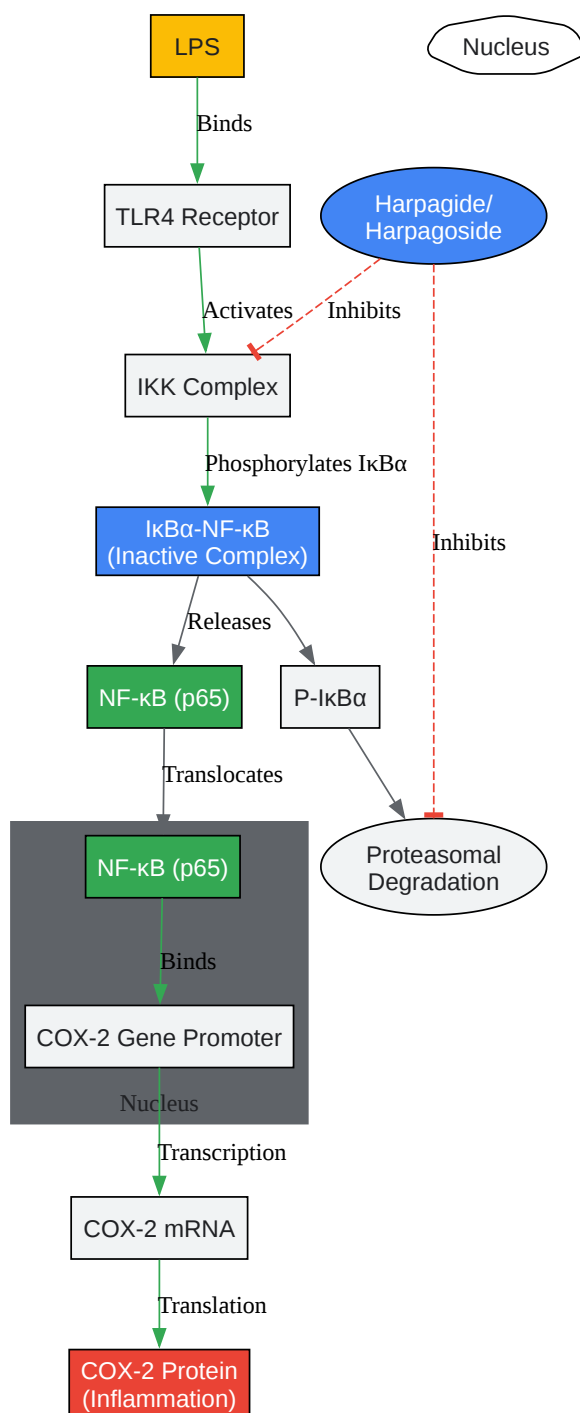 LPS
Nucleus
Binds
TLR4 Receptor
Harpagide/
Harpagoside
Activates
Inhibits
IKK Complex
Phosphorylates IκBα
IκBα-NF-κB
(Inactive Complex)
Inhibits
Releases
NF-κB (p65)
P-IκBα
Translocates
NF-κB (p65)
Proteasomal
Degradation
Binds
COX-2 Gene Promoter
Nucleus
Transcription
COX-2 mRNA
Translation
COX-2 Protein
(Inflammation)